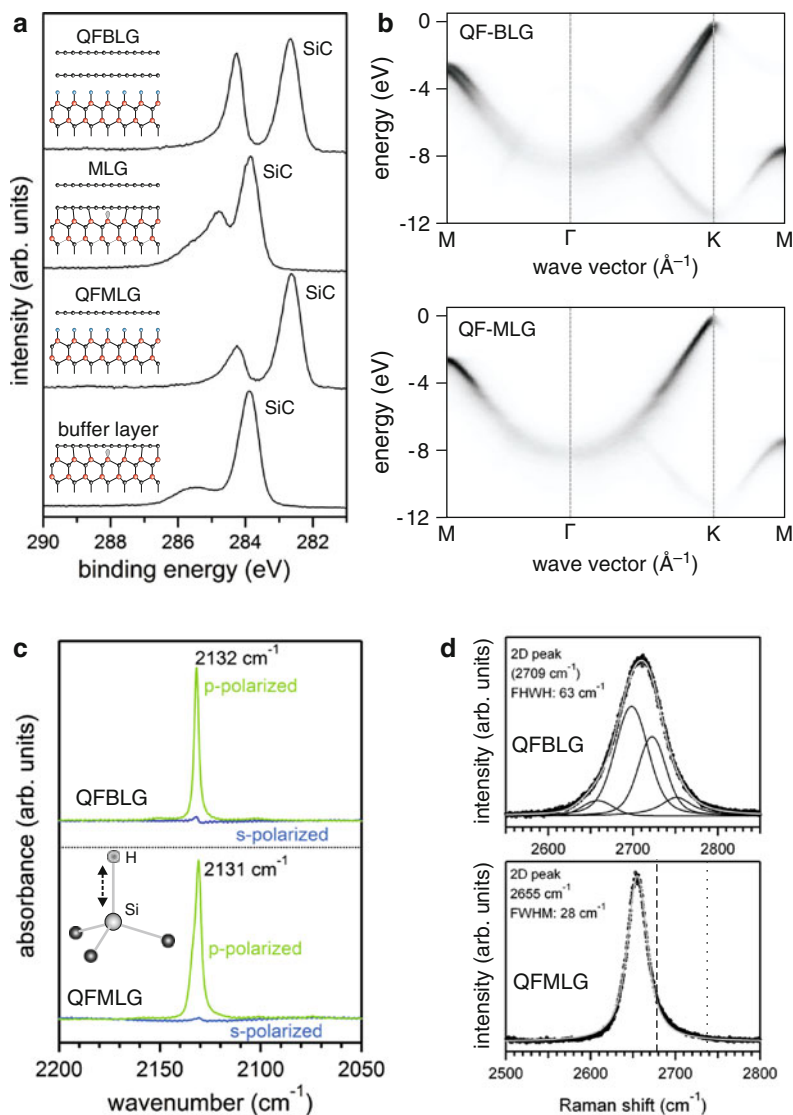 a
QFBLG
SiC
MLG
SiC
QFMLG
SiC
buffer layer
SiC
intensity (arb. units)
290 288 286 284 282
binding energy (eV)
b
QF-BLG
energy (eV)
0
-4
-8
-12
M Γ K M
wave vector (Å⁻¹)
QF-MLG
energy (eV)
0
-4
-8
-12
M Γ K M
wave vector (Å⁻¹)
c
2132 cm⁻¹
p-polarized
QFBLG
s-polarized
H
Si
2131 cm⁻¹
p-polarized
QFMLG
s-polarized
absorbance (arb. units)
2200 2150 2100 2050
wavenumber (cm⁻¹)
d
2D peak
(2709 cm⁻¹)
FHWH: 63 cm⁻¹
QFBLG
intensity (arb. units)
2600 2700 2800
2D peak
2655 cm⁻¹
FWHM: 28 cm⁻¹
QFMLG
intensity (arb. units)
2500 2600 2700 2800
Raman shift (cm⁻¹)